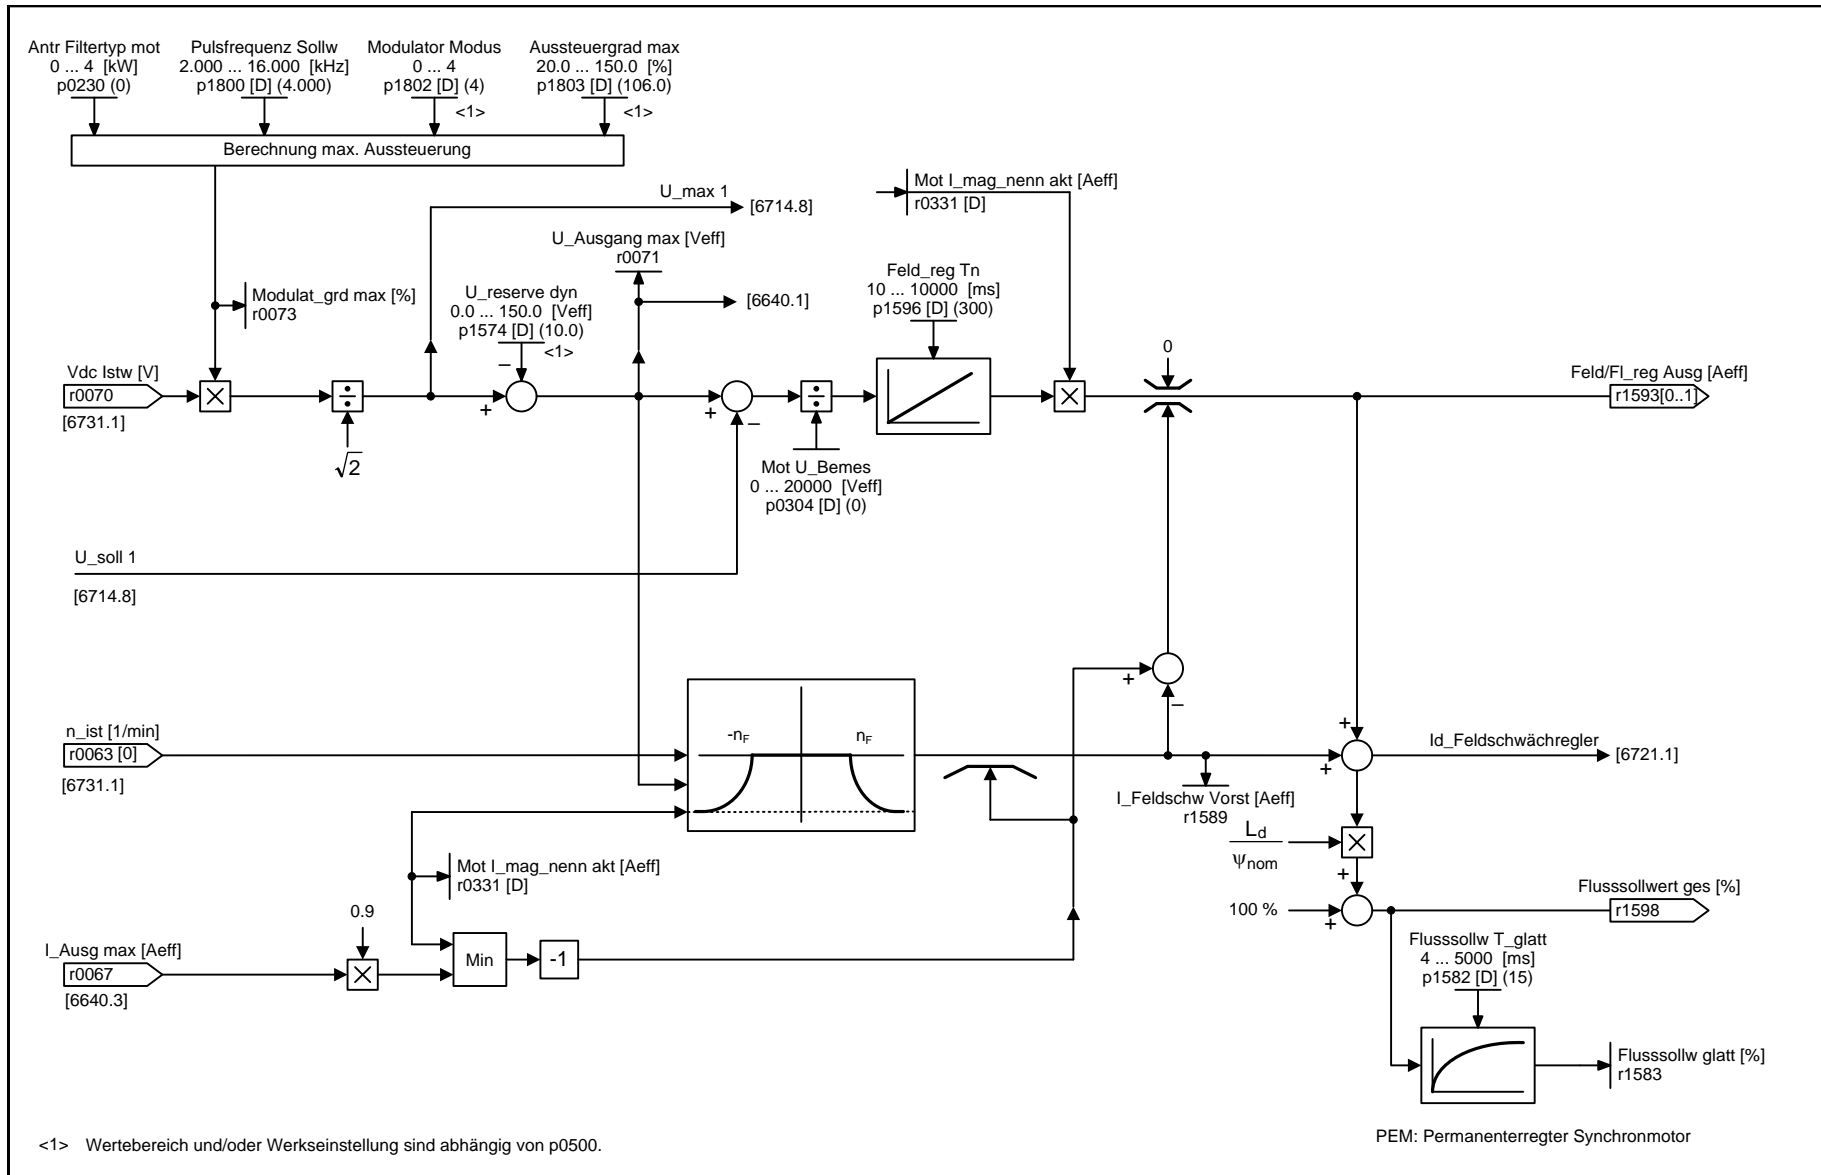 Antr Filtertyp mot
0 ... 4 [kW]
p0230 (0)
Pulsfrequenz Sollw
2.000 ... 16.000 [kHz]
p1800 [D] (4.000)
Modulator Modus
0 ... 4
p1802 [D] (4)
<1>
Aussteuergrad max
20.0 ... 150.0 [%]
p1803 [D] (106.0)
<1>
Berechnung max. Aussteuerung
U_max 1
[6714.8]
Mot I_mag_nenn akt [Aeff]
r0331 [D]
U_Ausgang max [Veff]
r0071
[6640.1]
Modulat_grd max [%]
r0073
U_reserve dyn
0.0 ... 150.0 [Veff]
p1574 [D] (10.0)
<1>
Feld_reg Tn
10 ... 10000 [ms]
p1596 [D] (300)
0
Vdc Istw [V]
r0070
[6731.1]
×
÷
√2
+
–
+
–
÷
×
Mot U_Bemes
0 ... 20000 [Veff]
p0304 [D] (0)
Feld/Fl_reg Ausg [Aeff]
r1593[0..1]
U_soll 1
[6714.8]
+
–
n_ist [1/min]
r0063 [0]
[6731.1]
-nF
nF
I_Feldschw Vorst [Aeff]
r1589
+
+
Id_Feldschwächregler
[6721.1]
Ld
ψnom
×
+
100 %
+
Flusssollwert ges [%]
r1598
Mot I_mag_nenn akt [Aeff]
r0331 [D]
0.9
I_Ausg max [Aeff]
r0067
[6640.3]
×
Min
-1
Flusssollw T_glatt
4 ... 5000 [ms]
p1582 [D] (15)
Flusssollw glatt [%]
r1583
<1> Wertebereich und/oder Werkseinstellung sind abhängig von p0500.
PEM: Permanenterregter Synchronmotor